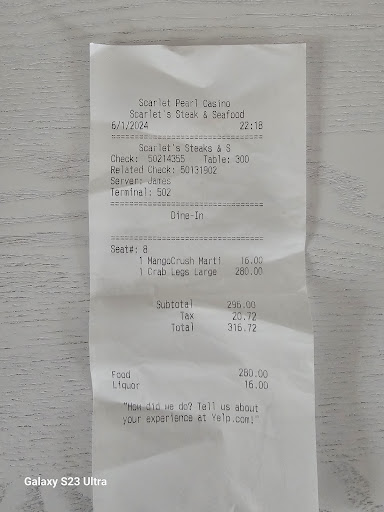 Scarlet Pearl Casino
Scarlet's Steak & Seafood
6/1/2024 22:18
================================
Scarlet's Steaks & S
Check: 50214355 Table: 300
Related Check: 50131902
Server: James
Terminal: 502
================================
Dine-In
================================
Seat#: 8
1 MangoCrush Marti 16.00
1 Crab Legs Large 280.00
Subtotal 296.00
Tax 20.72
Total 316.72
Food 280.00
Liquor 16.00
"How did we do? Tell us about
your experience at Yelp.com!"
Galaxy S23 Ultra